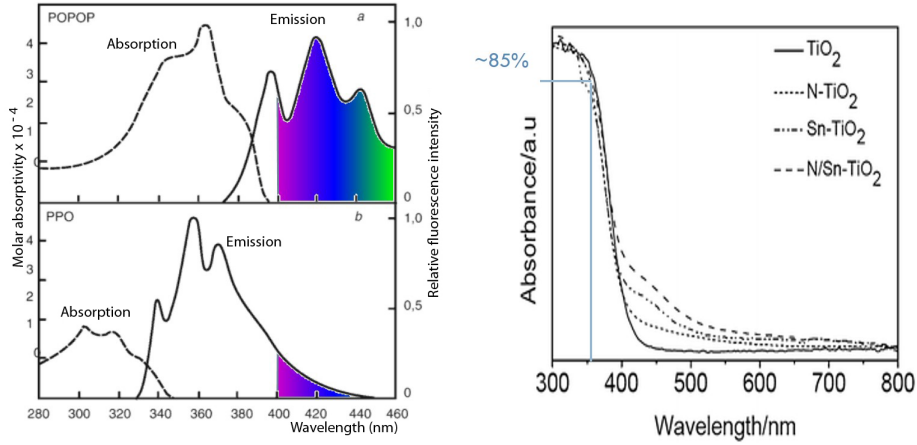 POPOP
a
Absorption
Emission
4
3
2
1
0
1,0
0,5
0
Molar absorptivity x 10⁻⁴
Relative fluorescence intensity
PPO
b
Absorption
Emission
4
3
2
1
0
1,0
0,5
0
280 300 320 340 360 380 400 420 440 460
Wavelength (nm)
~85%
Absorbance/a.u
TiO₂
N-TiO₂
Sn-TiO₂
N/Sn-TiO₂
300 400 500 600 700 800
Wavelength/nm